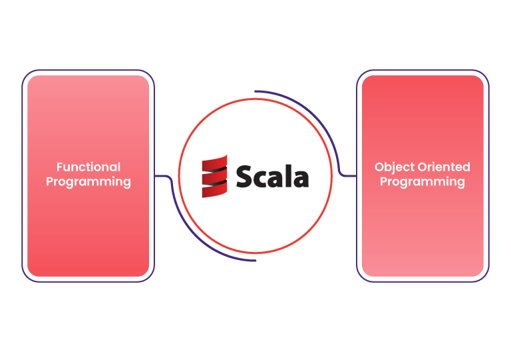 Functional
Programming
Scala
Object Oriented
Programming